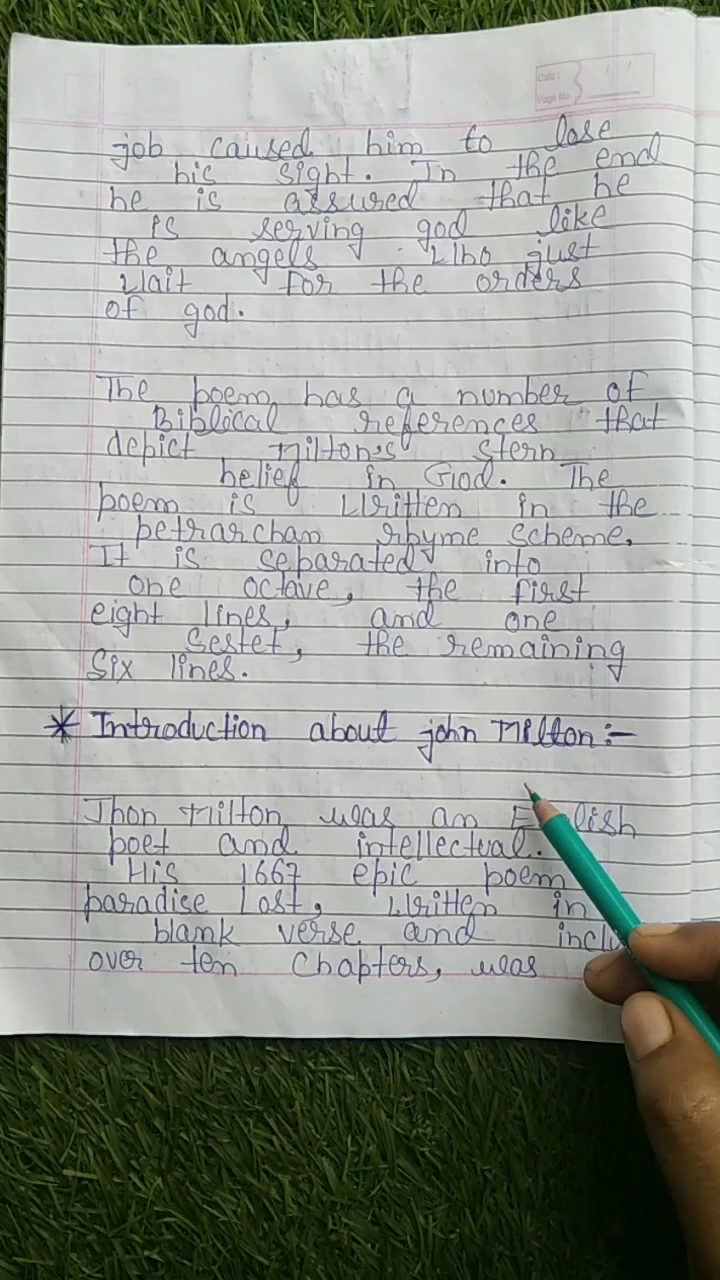 Date :
Page No.
job caused him to lose
his sight. In the end
he is assured that he
is serving god like
the angels who just
wait for the orders
of god.
The poem has a number of
Biblical references that
depict Milton's stern
belief in God. The
poem is written in the
petrarchan rhyme scheme.
It is separated into
one octave, the first
eight lines, and one
sestet, the remaining
six lines.
* Introduction about john Milton :-
Jhon Milton was an
poet and intellectual.
His 1667 epic poem
paradise Lost, written in
blank verse and
over ten chapters, was